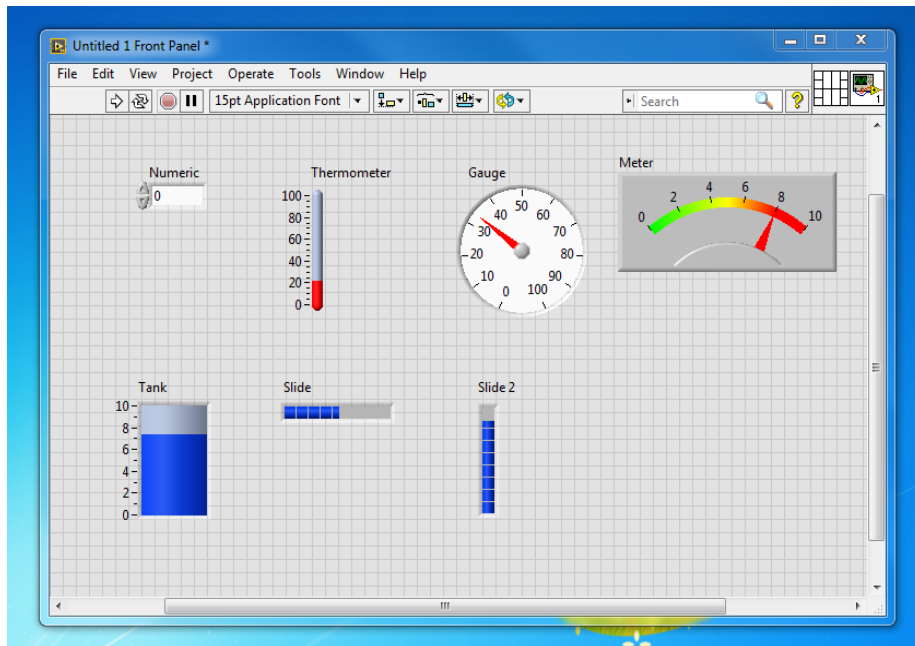 Untitled 1 Front Panel *
File Edit View Project Operate Tools Window Help
15pt Application Font
Search
?
1
Numeric
0
Thermometer
100
80
60
40
20
0
Gauge
0
10
20
30
40
50
60
70
80
90
100
Meter
0
2
4
6
8
10
Tank
10
8
6
4
2
0
Slide
Slide 2